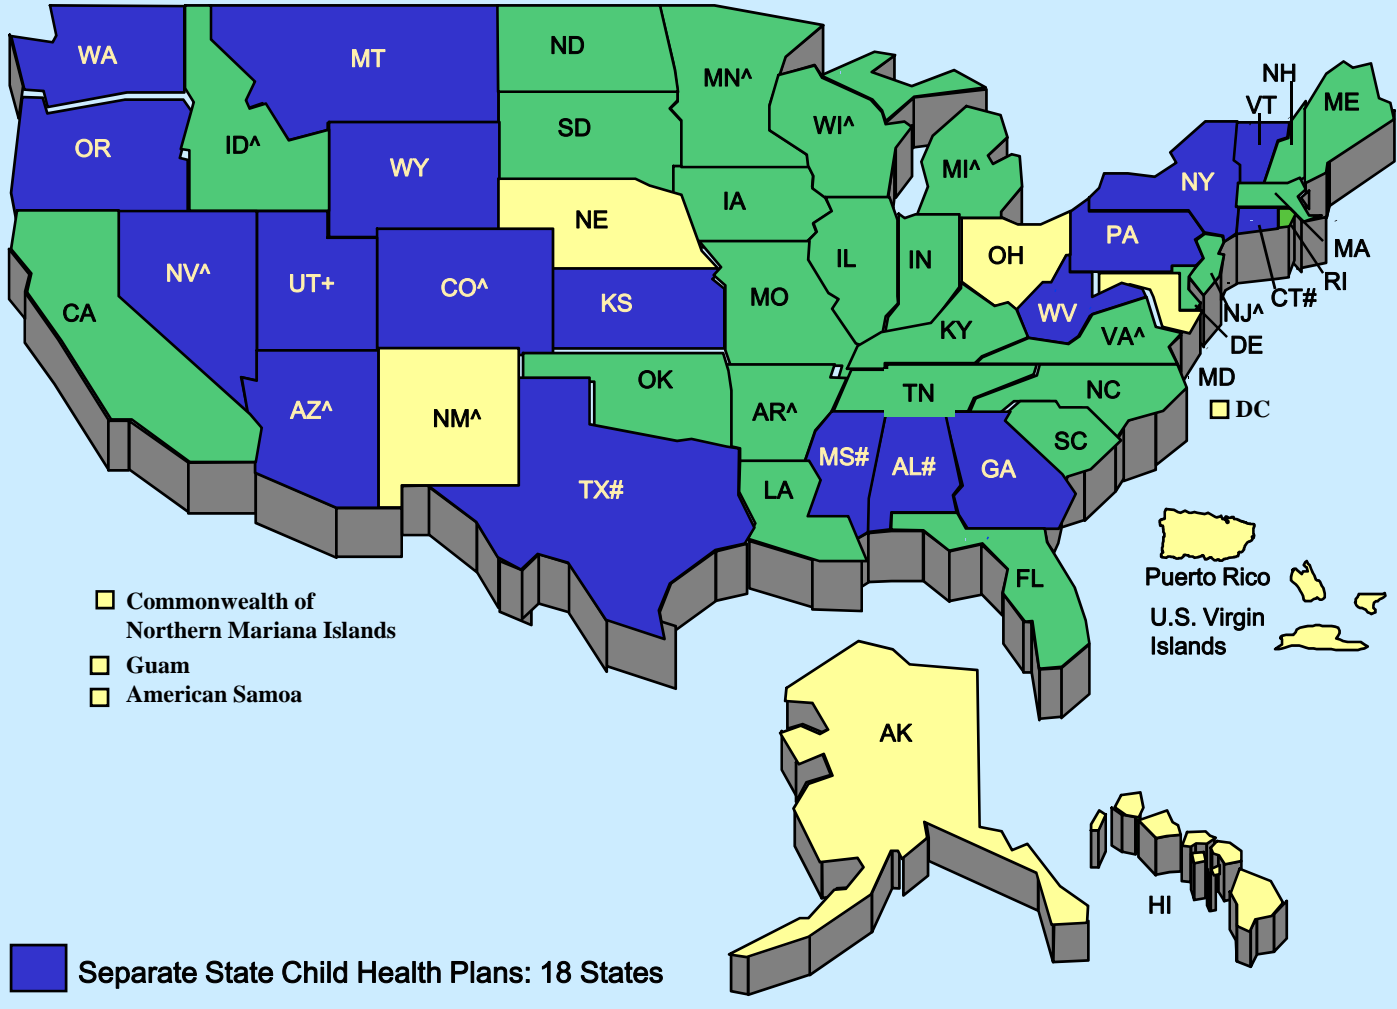 WA
MT
ND
MN^
NH
ME
VT
OR
ID^
WY
SD
WI^
MI^
NY
IA
NE
PA
MA
NV^
UT+
CO^
KS
MO
IL
IN
OH
WV
RI
CT#
CA
KY
VA^
NJ^
DE
AZ^
NM^
OK
AR^
TN
NC
MD
DC
TX#
LA
MS#
AL#
GA
SC
FL
Puerto Rico
U.S. Virgin
Islands
Commonwealth of
Northern Mariana Islands
Guam
American Samoa
AK
HI
Separate State Child Health Plans: 18 States